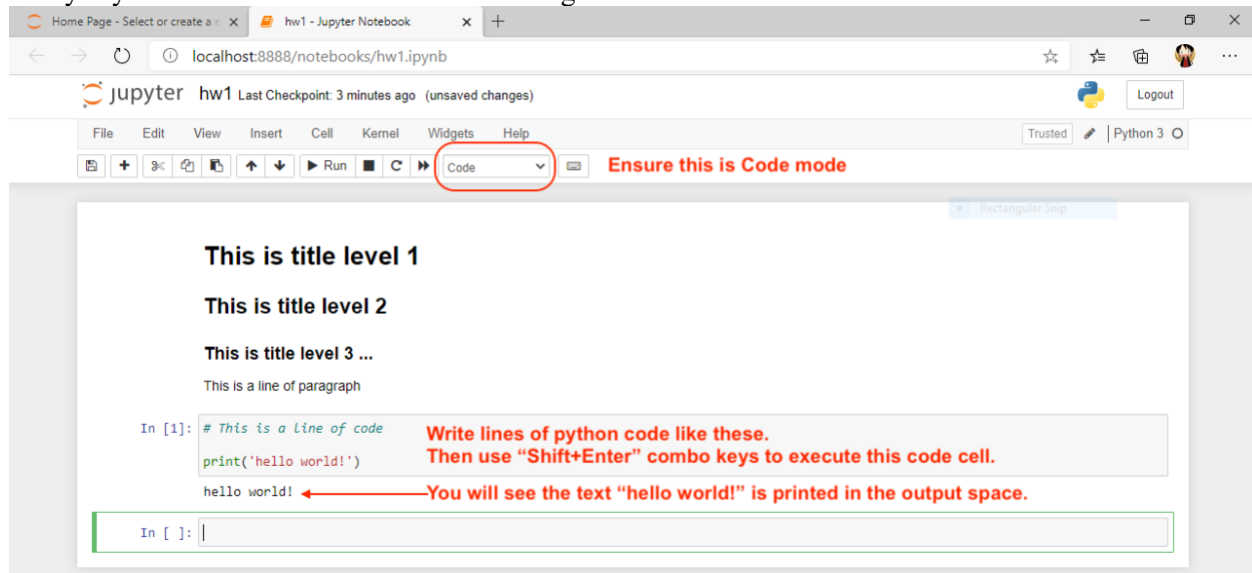 Home Page - Select or create a n
hw1 - Jupyter Notebook
localhost:8888/notebooks/hw1.ipynb
jupyter hw1 Last Checkpoint: 3 minutes ago (unsaved changes)
Logout
File Edit View Insert Cell Kernel Widgets Help
Trusted
Python 3
Run
Code
Ensure this is Code mode
Rectangular Snip
This is title level 1
This is title level 2
This is title level 3 ...
This is a line of paragraph
In [1]: # This is a line of code
Write lines of python code like these.
print('hello world!')
Then use “Shift+Enter” combo keys to execute this code cell.
hello world!
You will see the text “hello world!” is printed in the output space.
In [ ]: